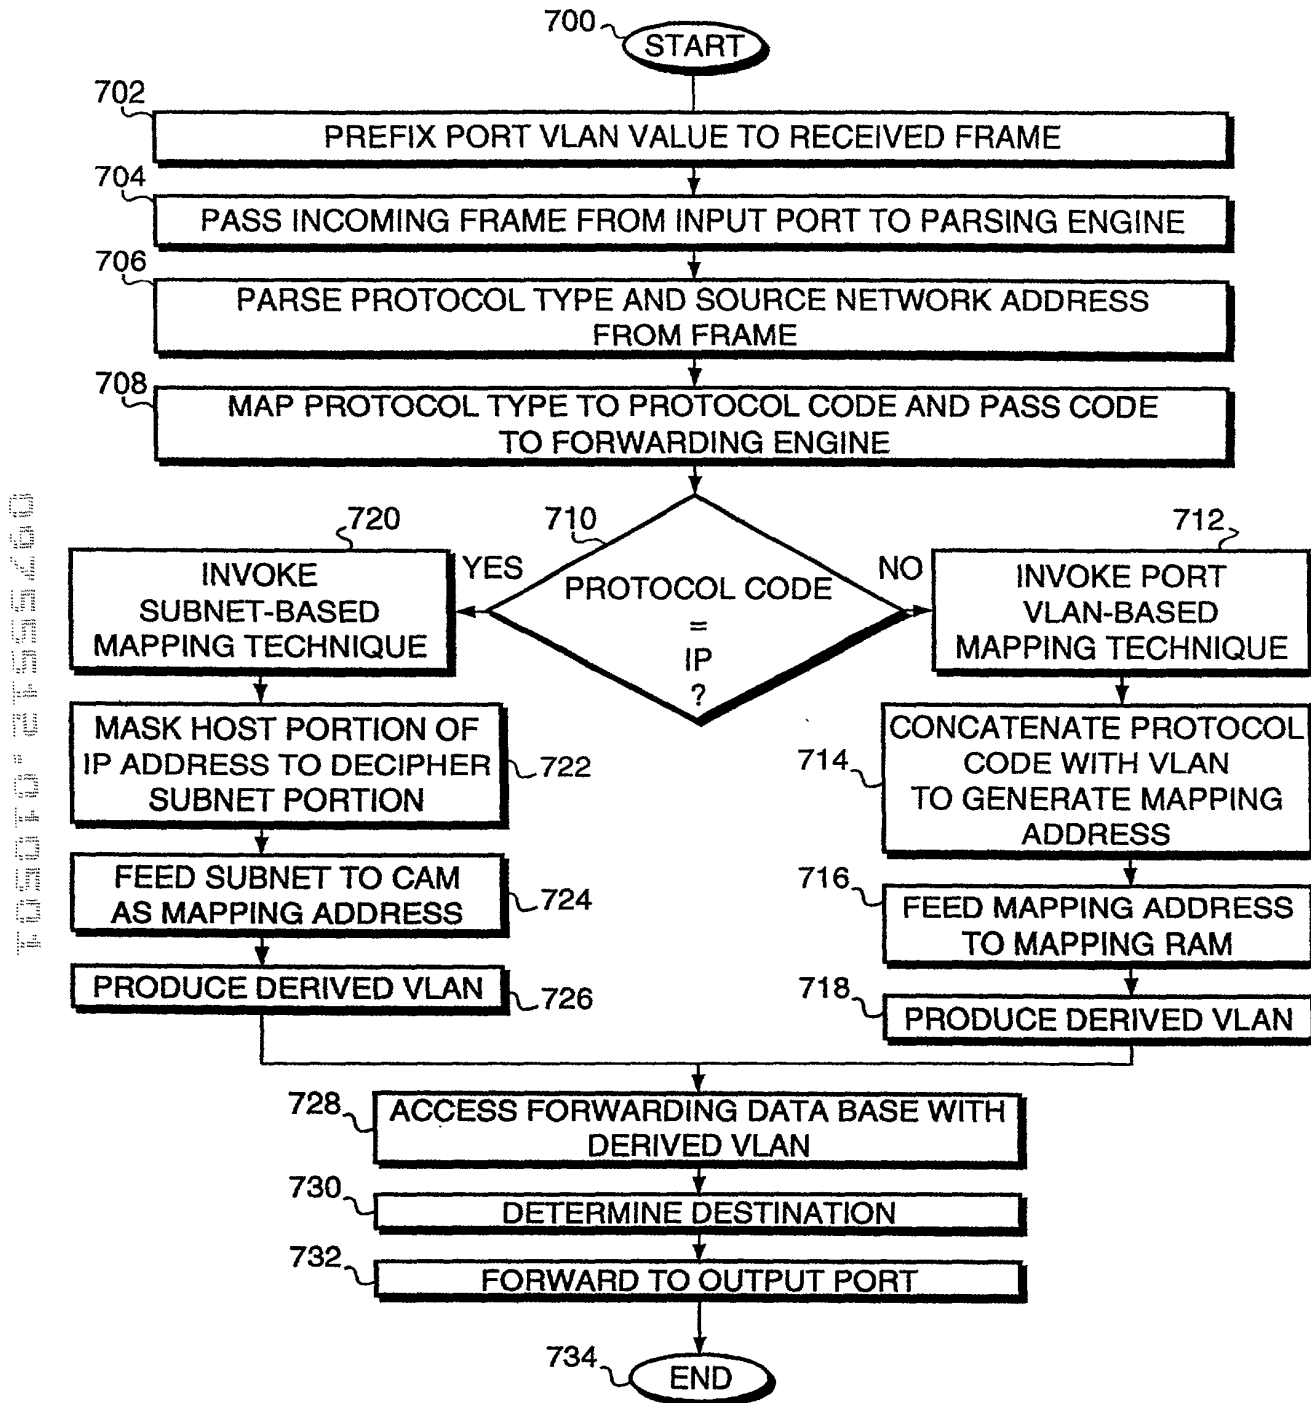 700
START
702
PREFIX PORT VLAN VALUE TO RECEIVED FRAME
704
PASS INCOMING FRAME FROM INPUT PORT TO PARSING ENGINE
706
PARSE PROTOCOL TYPE AND SOURCE NETWORK ADDRESS
FROM FRAME
708
MAP PROTOCOL TYPE TO PROTOCOL CODE AND PASS CODE
TO FORWARDING ENGINE
710
PROTOCOL CODE
=
IP
?
YES
NO
720
INVOKE
SUBNET-BASED
MAPPING TECHNIQUE
MASK HOST PORTION OF
IP ADDRESS TO DECIPHER
SUBNET PORTION
722
FEED SUBNET TO CAM
AS MAPPING ADDRESS
724
PRODUCE DERIVED VLAN
726
712
INVOKE PORT
VLAN-BASED
MAPPING TECHNIQUE
714
CONCATENATE PROTOCOL
CODE WITH VLAN
TO GENERATE MAPPING
ADDRESS
716
FEED MAPPING ADDRESS
TO MAPPING RAM
718
PRODUCE DERIVED VLAN
728
ACCESS FORWARDING DATA BASE WITH
DERIVED VLAN
730
DETERMINE DESTINATION
732
FORWARD TO OUTPUT PORT
734
END
09755512.010501